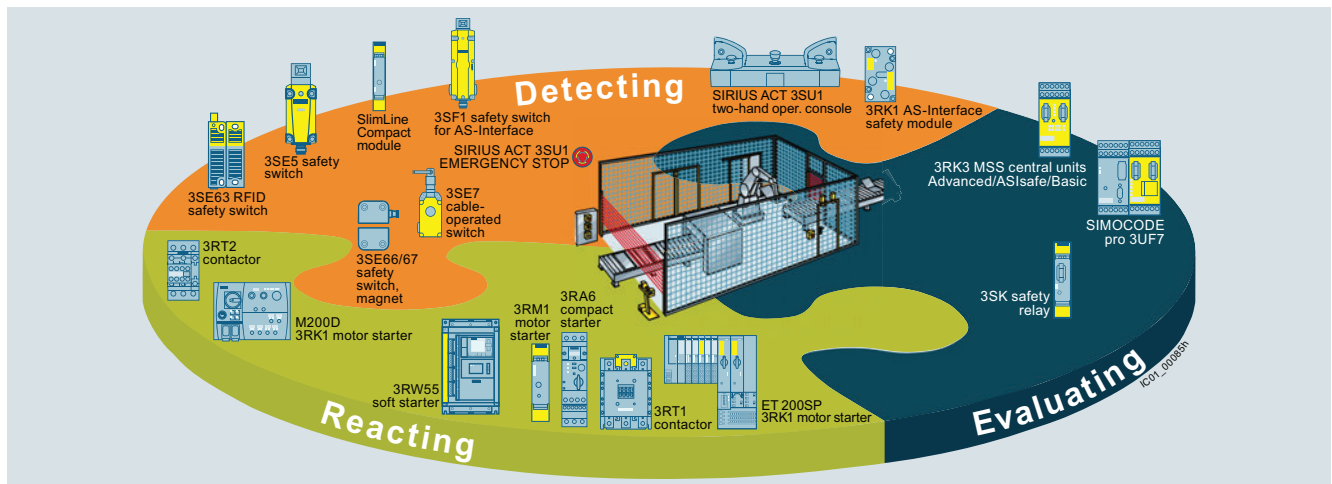 Detecting
SlimLine
Compact
module
3SF1 safety switch
for AS-Interface
SIRIUS ACT 3SU1
two-hand oper. console
3RK1 AS-Interface
safety module
SIRIUS ACT 3SU1
EMERGENCY STOP
3SE5 safety
switch
3SE63 RFID
safety switch
3SE7
cable-
operated
switch
3SE66/67
safety
switch,
magnet
3RK3 MSS central units
Advanced/ASIsafe/Basic
SIMOCODE
pro 3UF7
3SK safety
relay
Evaluating
IC01_00085h
3RT2
contactor
M200D
3RK1 motor starter
3RW55
soft starter
3RM1
motor
starter
3RA6
compact
starter
3RT1
contactor
ET 200SP
3RK1 motor starter
Reacting